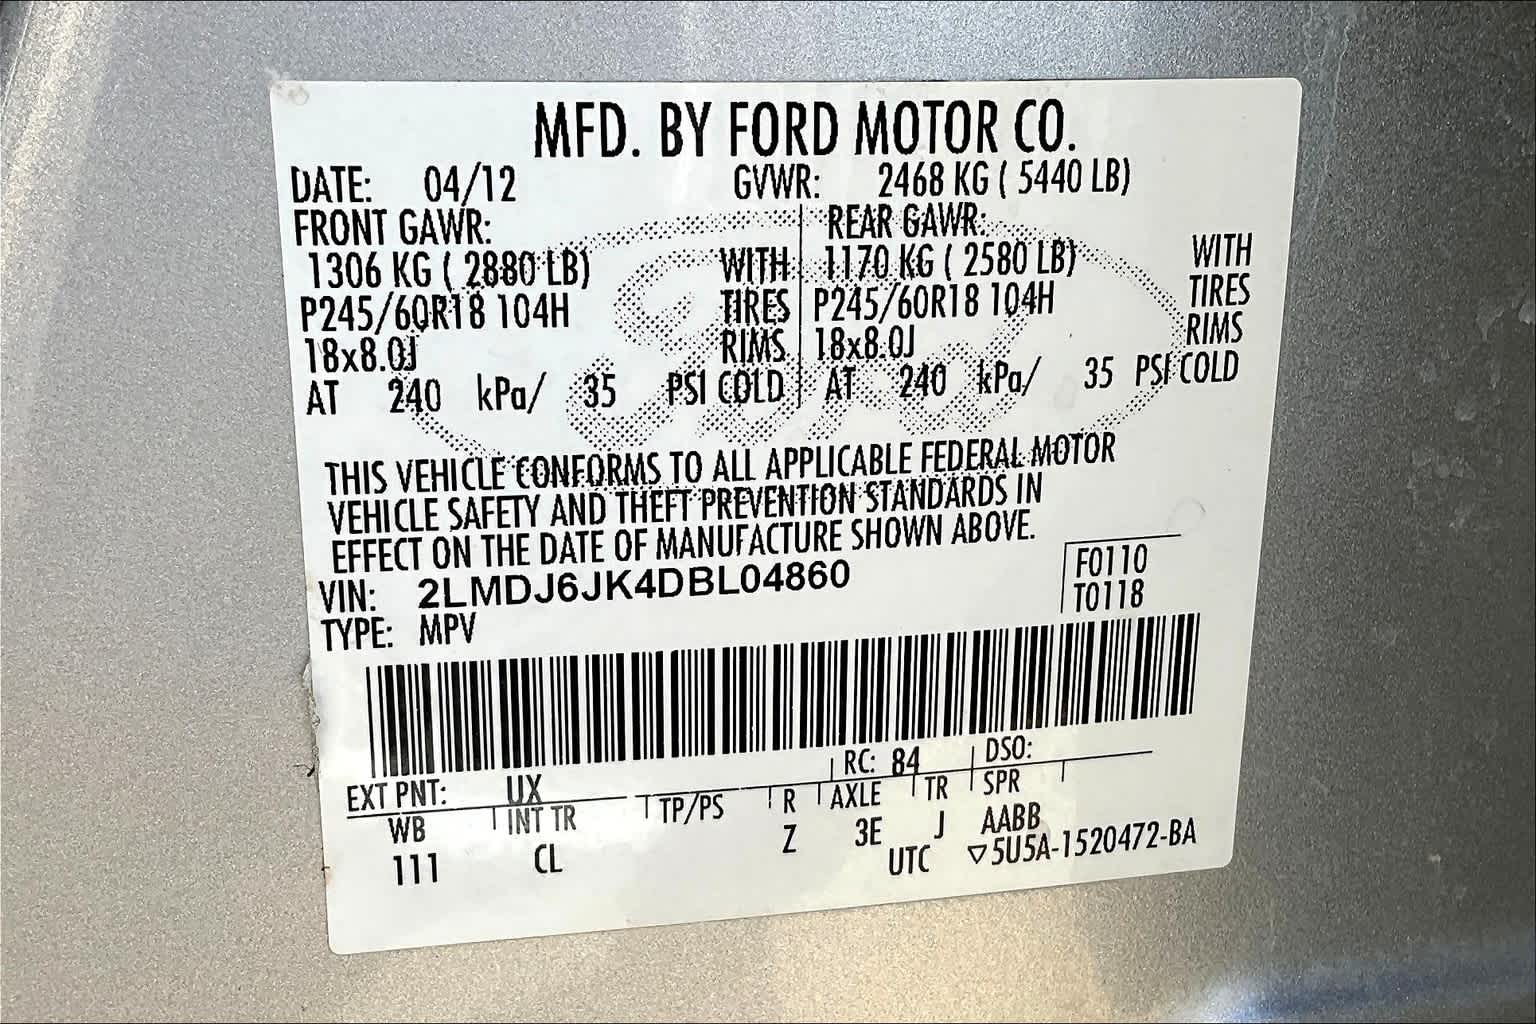 MFD. BY FORD MOTOR CO.
DATE: 04/12 GVWR: 2468 KG ( 5440 LB)
FRONT GAWR: REAR GAWR:
1306 KG ( 2880 LB) WITH 1170 KG ( 2580 LB) WITH
P245/60R18 104H TIRES P245/60R18 104H TIRES
18x8.0J RIMS 18x8.0J RIMS
AT 240 kPa/ 35 PSI COLD AT 240 kPa/ 35 PSI COLD
Ford
THIS VEHICLE CONFORMS TO ALL APPLICABLE FEDERAL MOTOR
VEHICLE SAFETY AND THEFT PREVENTION STANDARDS IN
EFFECT ON THE DATE OF MANUFACTURE SHOWN ABOVE.
VIN: 2LMDJ6JK4DBL04860 F0110
TYPE: MPV T0118
EXT PNT: UX RC: 84 DSO:
WB INT TR TP/PS R AXLE TR SPR
111 CL Z 3E J AABB
UTC ▽5U5A-1520472-BA